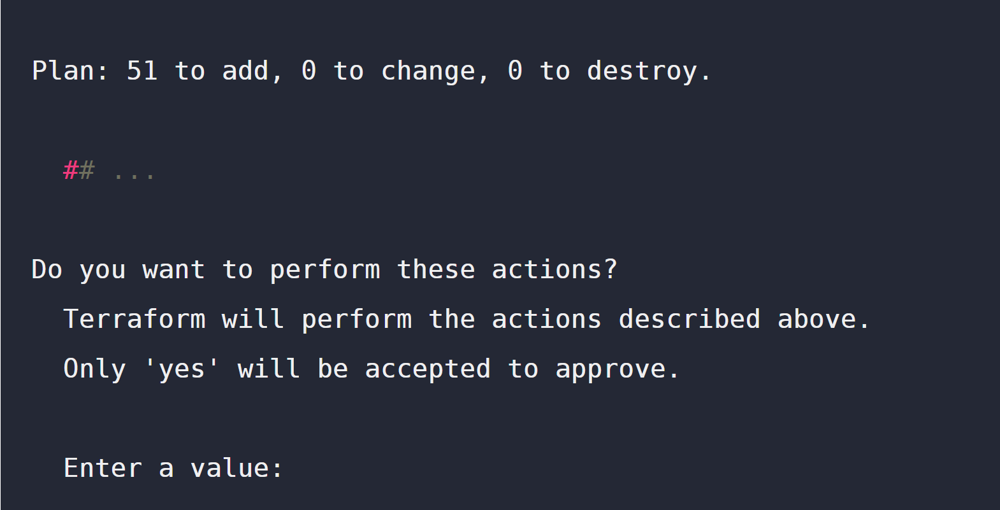 Plan: 51 to add, 0 to change, 0 to destroy.
## ...
Do you want to perform these actions?
Terraform will perform the actions described above.
Only 'yes' will be accepted to approve.
Enter a value: